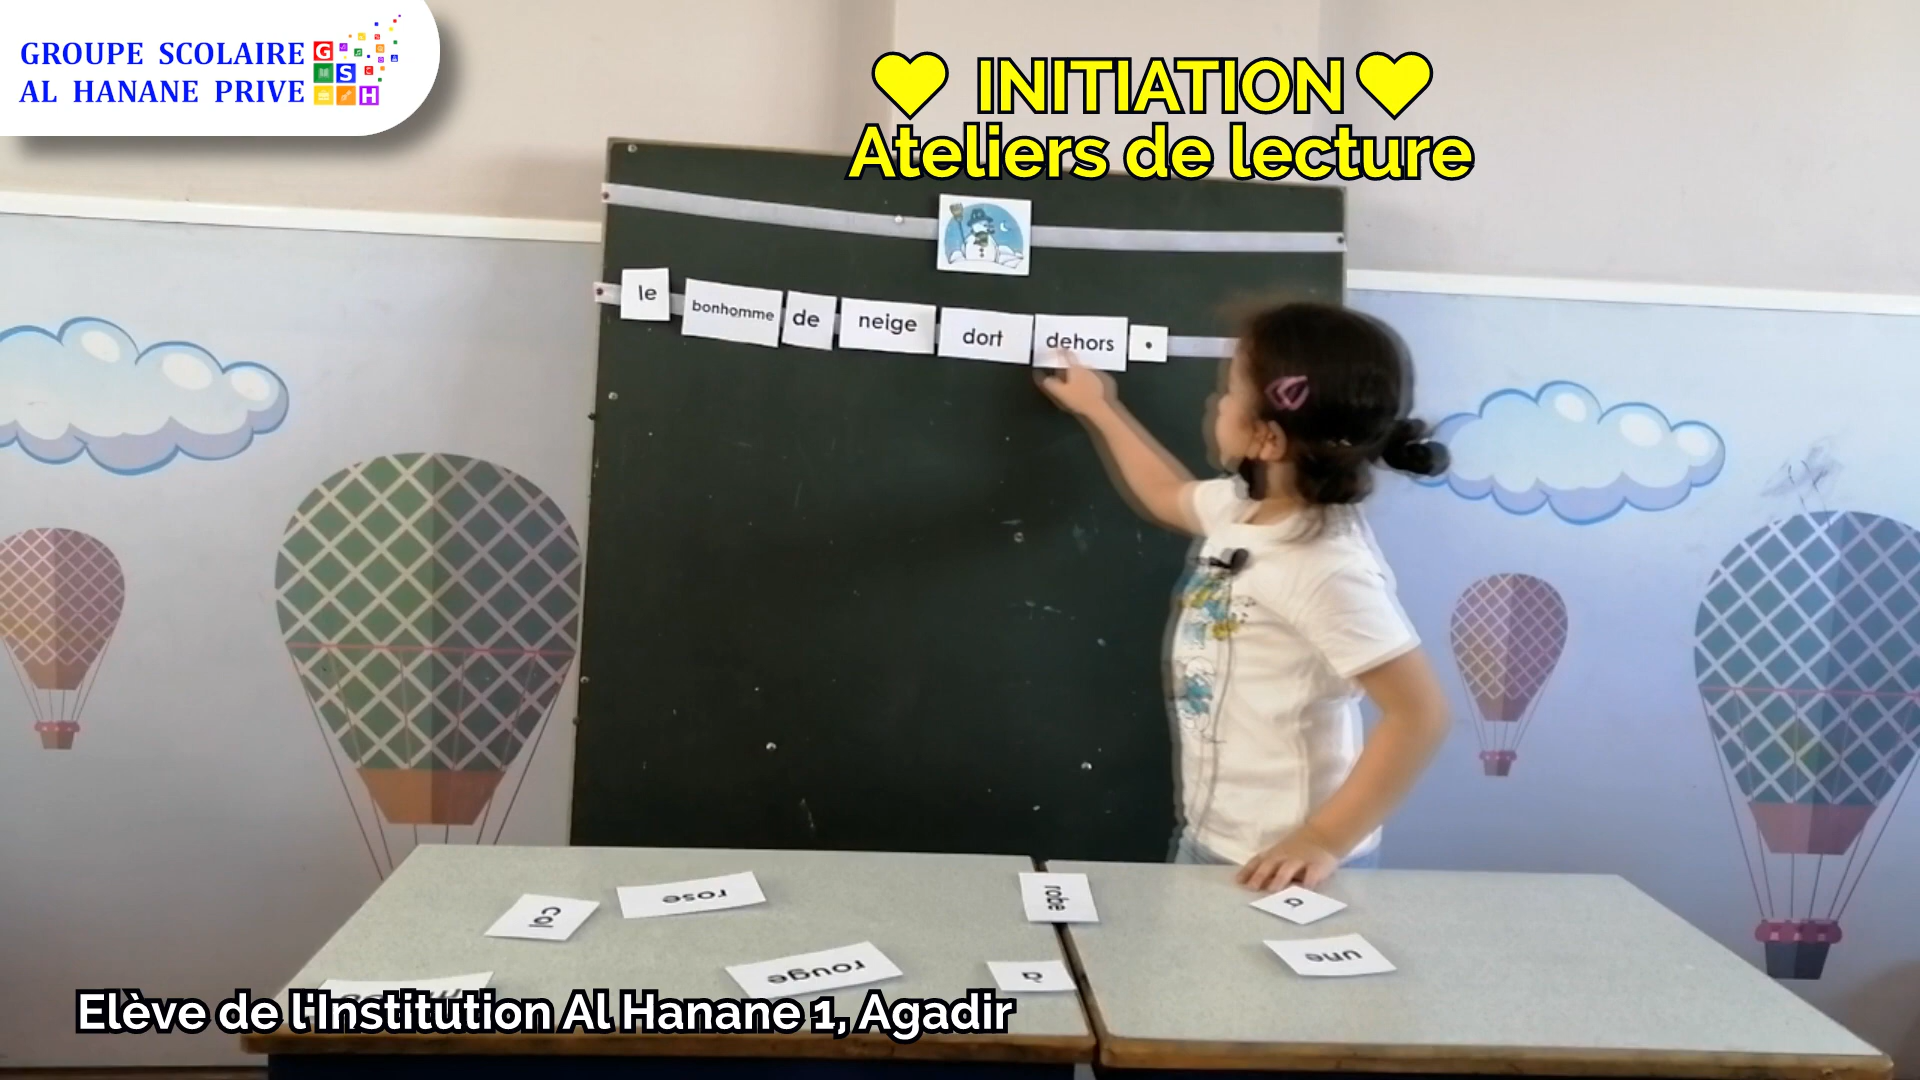 GROUPE SCOLAIRE
AL HANANE PRIVE
G
S
H
INITIATION
Ateliers de lecture
le bonhomme de neige dort dehors .
rose
robe
a
Col
rouge
à
une
Elève de l'Institution Al Hanane 1, Agadir